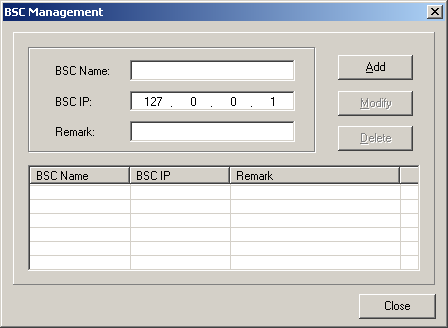 BSC Management
BSC Name:
Add
BSC IP: 127 . 0 . 0 . 1
Modify
Remark:
Delete
BSC Name BSC IP Remark
Close